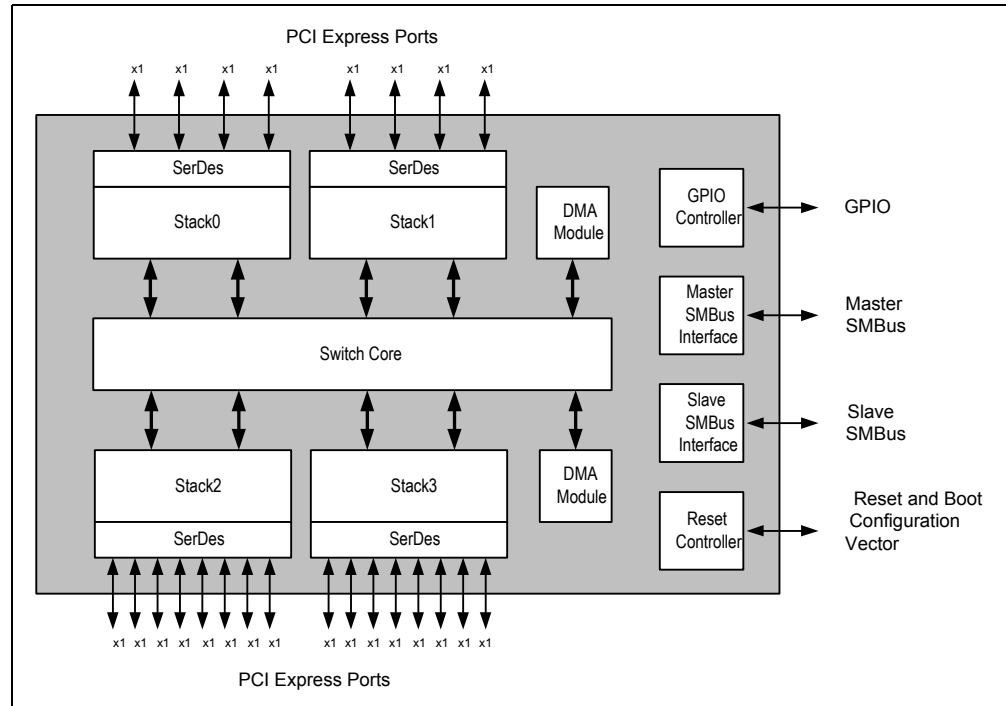 PCI Express Ports
x1 x1 x1 x1 x1 x1 x1 x1
SerDes
Stack0
SerDes
Stack1
DMA
Module
GPIO
Controller
GPIO
Master
SMBus
Interface
Master
SMBus
Switch Core
Slave
SMBus
Interface
Slave
SMBus
Stack2
SerDes
Stack3
SerDes
DMA
Module
Reset
Controller
Reset and Boot
Configuration
Vector
x1 x1 x1 x1 x1 x1 x1 x1 x1 x1 x1 x1 x1 x1 x1 x1
PCI Express Ports